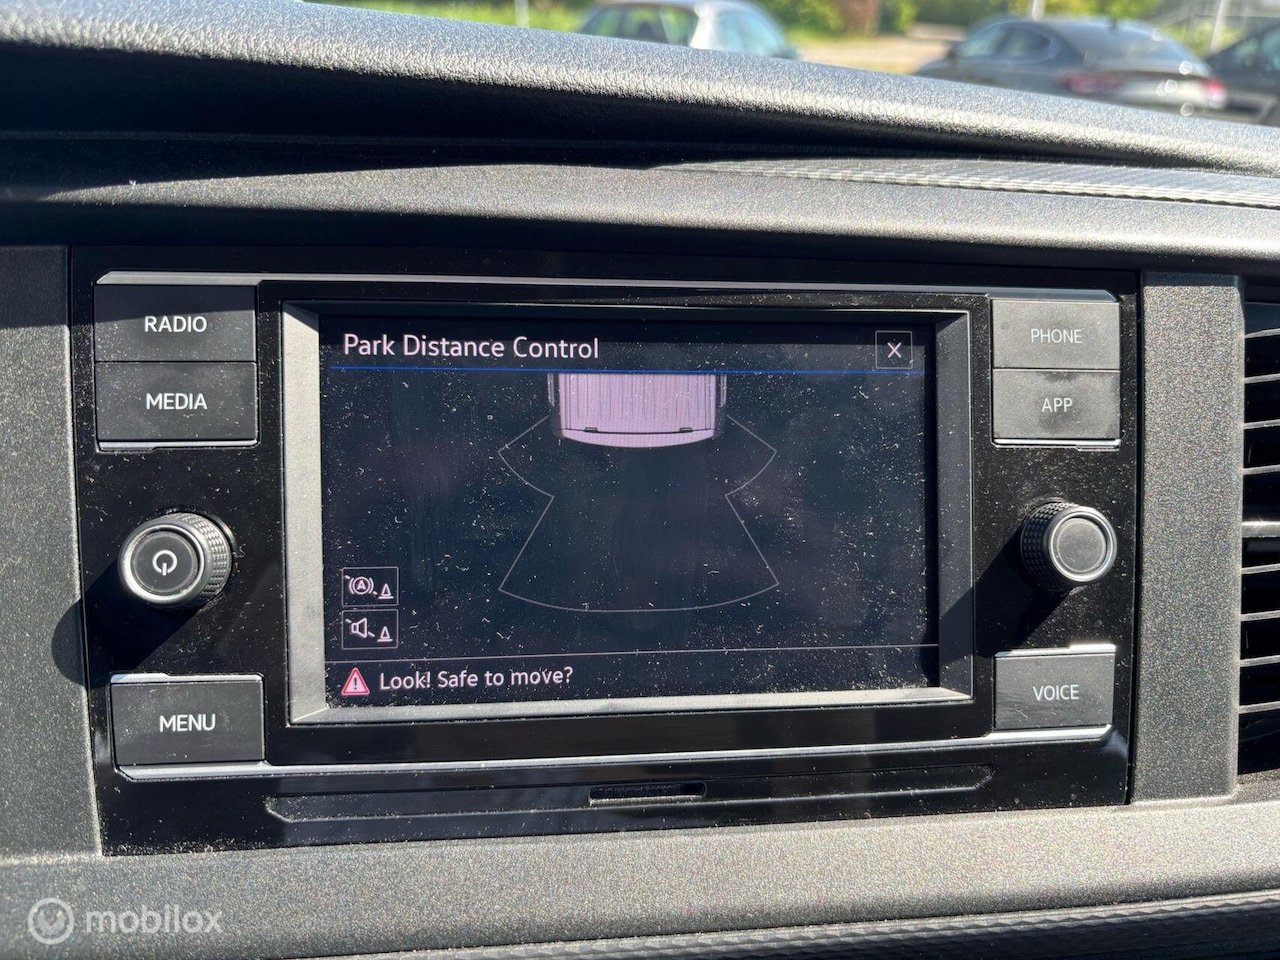 Park Distance Control
X
RADIO
MEDIA
PHONE
APP
A
Look! Safe to move?
MENU
VOICE
mobilox